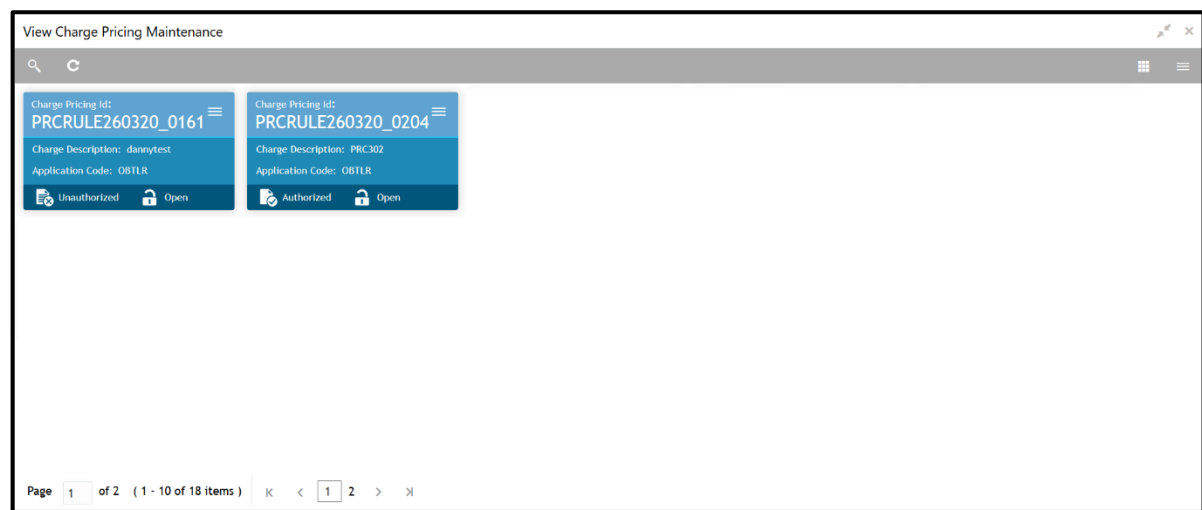 View Charge Pricing Maintenance
Charge Pricing Id:
PRCRULE260320_0161
Charge Description: dannytest
Application Code: OBTLR
Unauthorized Open
Charge Pricing Id:
PRCRULE260320_0204
Charge Description: PRC302
Application Code: OBTLR
Authorized Open
Page 1 of 2 ( 1 - 10 of 18 items ) 1 2